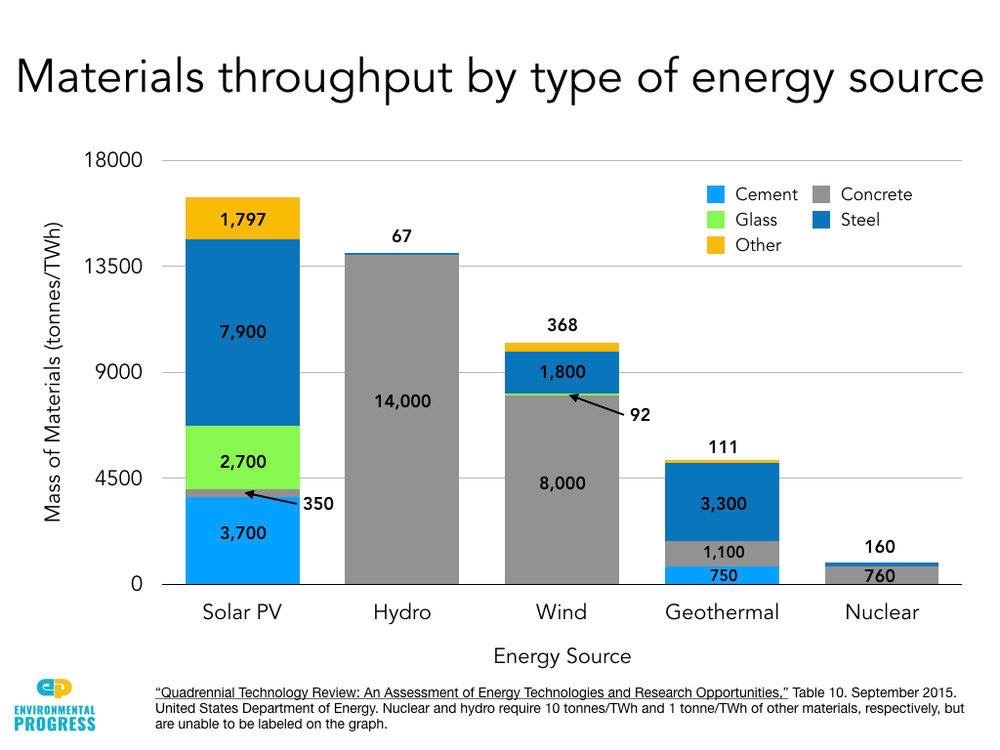 Materials throughput by type of energy source
Mass of Materials (tonnes/TWh)
18000
13500
9000
4500
0
Cement Concrete
Glass Steel
Other
1,797
7,900
2,700
350
3,700
67
14,000
368
1,800
92
8,000
111
3,300
1,100
750
160
760
Solar PV Hydro Wind Geothermal Nuclear
Energy Source
ep
ENVIRONMENTAL
PROGRESS
“Quadrennial Technology Review: An Assessment of Energy Technologies and Research Opportunities,” Table 10. September 2015.
United States Department of Energy. Nuclear and hydro require 10 tonnes/TWh and 1 tonne/TWh of other materials, respectively, but
are unable to be labeled on the graph.